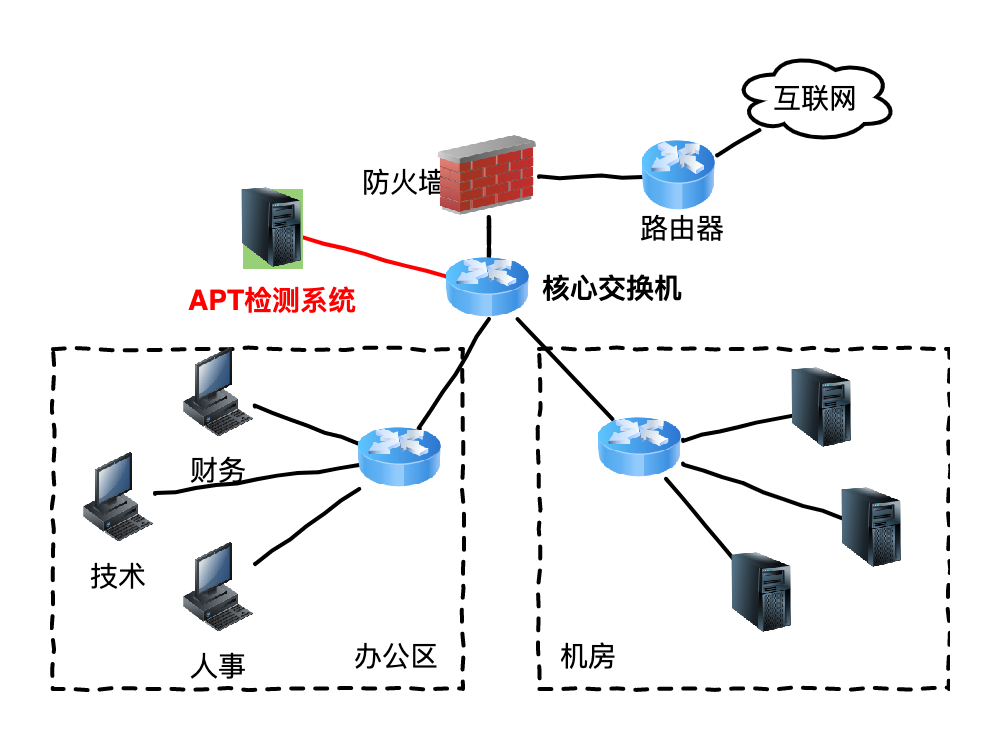 互联网
防火墙
路由器
APT检测系统
核心交换机
财务
技术
人事
办公区
机房